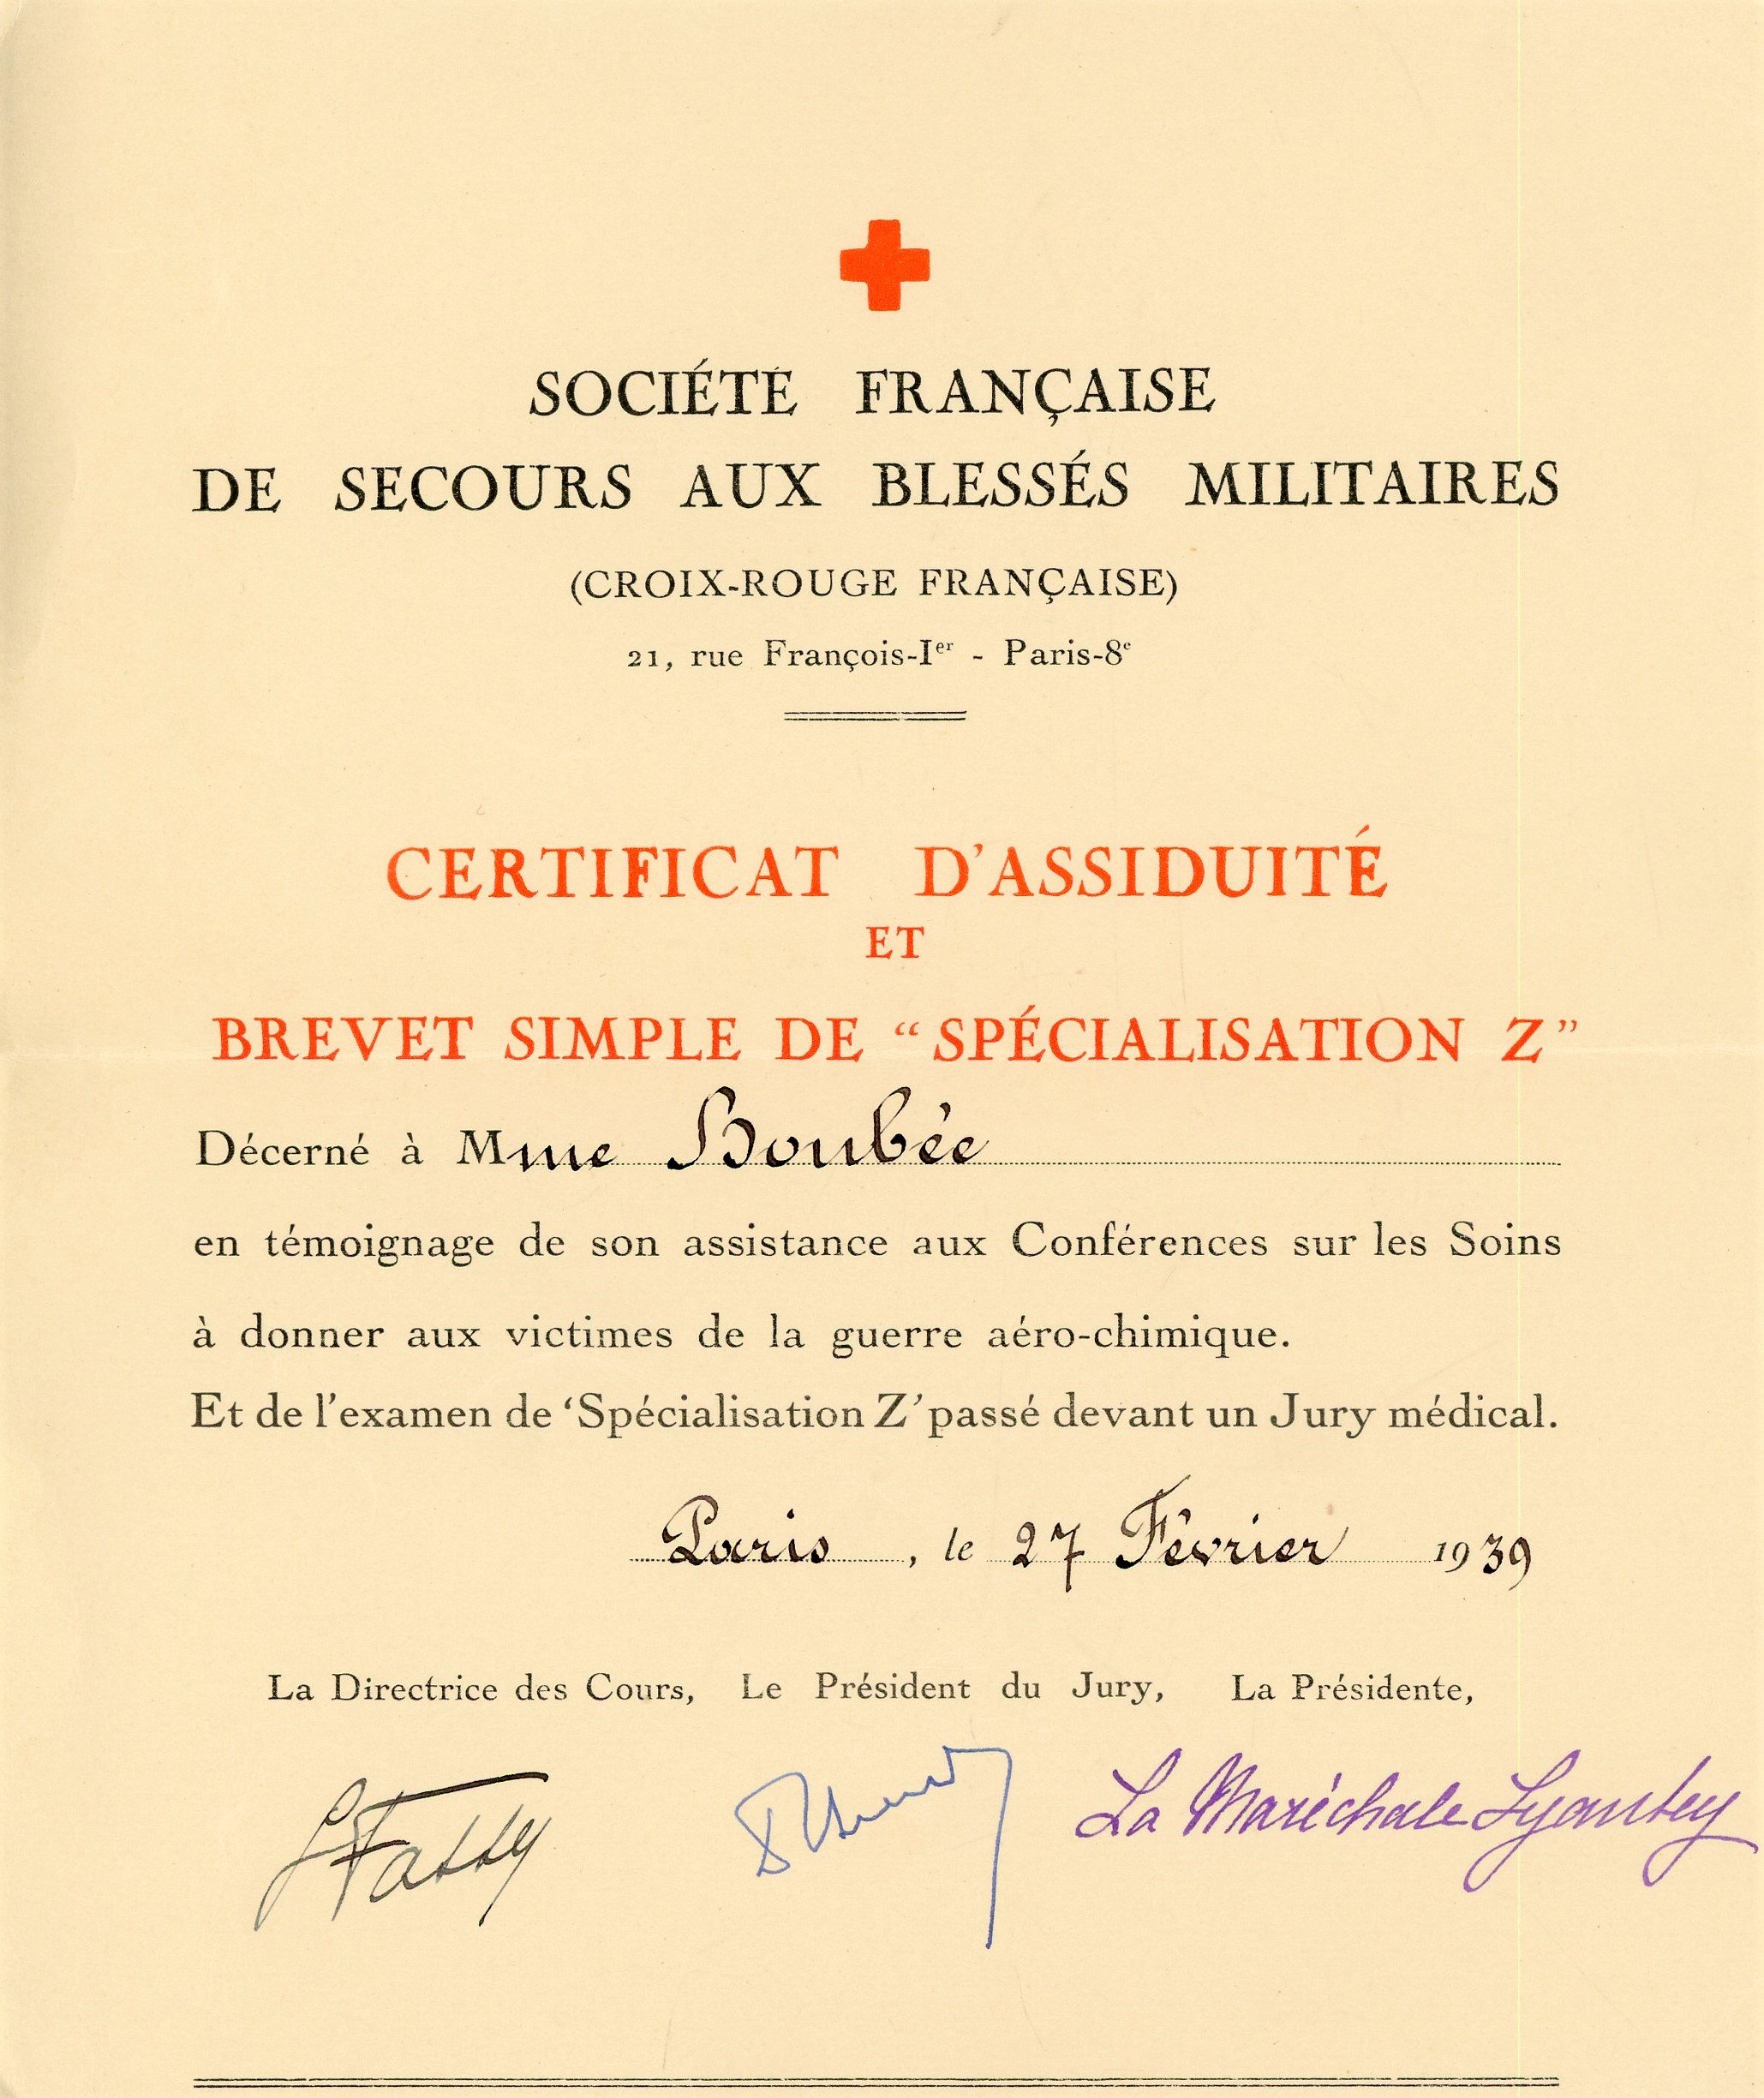 SOCIÉTÉ FRANÇAISE
DE SECOURS AUX BLESSÉS MILITAIRES
(CROIX-ROUGE FRANÇAISE)
21, rue François-Ier - Paris-8e
CERTIFICAT D'ASSIDUITÉ
ET
BREVET SIMPLE DE “SPÉCIALISATION Z”
Décerné à Mme Boubée
en témoignage de son assistance aux Conférences sur les Soins
à donner aux victimes de la guerre aéro-chimique.
Et de l'examen de ‘Spécialisation Z’ passé devant un Jury médical.
Paris, le 27 Février 1939
La Directrice des Cours, Le Président du Jury, La Présidente,
La Maréchale Lyautey